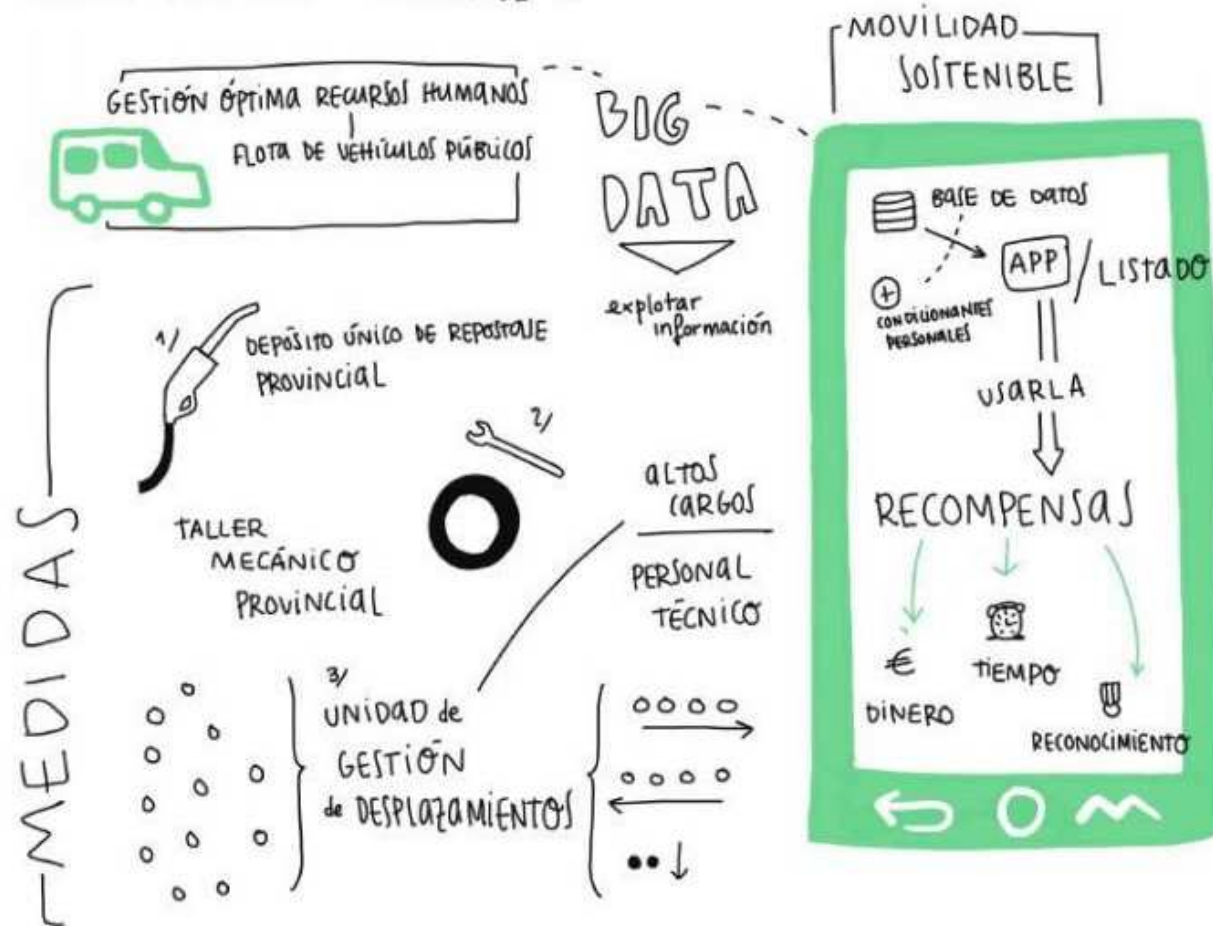 GESTIÓN ÓPTIMA RECURSOS HUMANOS
FLOTA DE VEHÍCULOS PÚBLICOS
BIG
DATA
explotar
información
MOVILIDAD
SOSTENIBLE
BASE DE DATOS
APP / LISTADO
+
CONDICIONANTES
PERSONALES
USARLA
RECOMPENSAS
€
DINERO
TIEMPO
RECONOCIMIENTO
MEDIDAS
1/
DEPÓSITO ÚNICO DE REPOSTAJE
PROVINCIAL
2/
TALLER
MECÁNICO
PROVINCIAL
ALTOS
CARGOS
PERSONAL
TÉCNICO
3/
UNIDAD de
GESTIÓN
de DESPLAZAMIENTOS